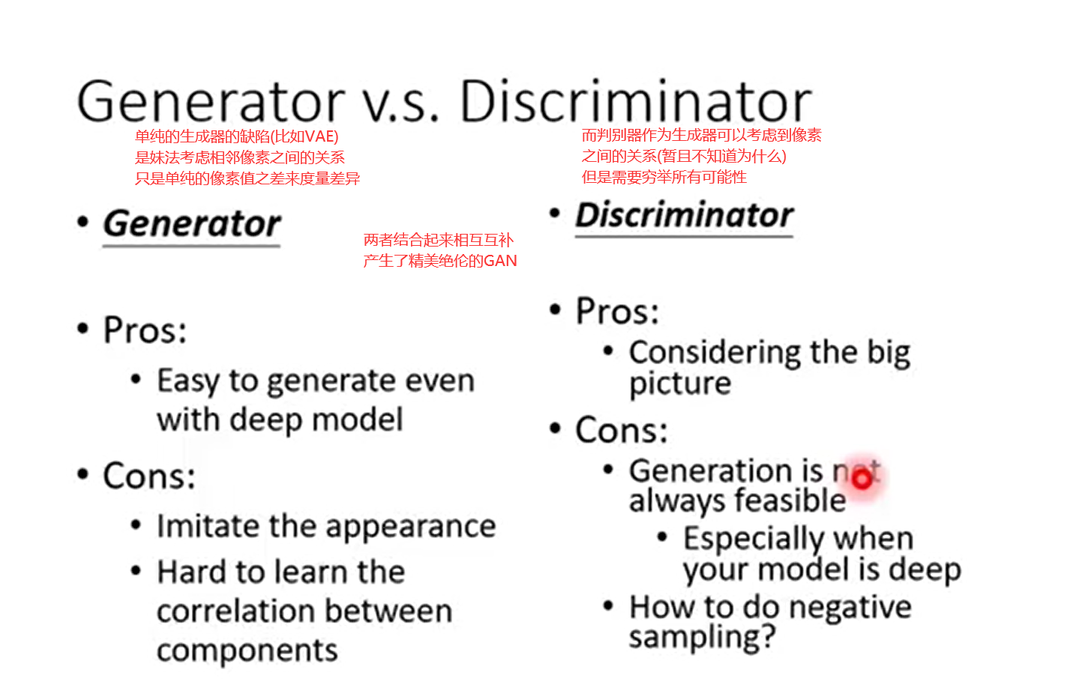 Generator v.s. Discriminator
单纯的生成器的缺陷(比如VAE)
是妹法考虑相邻像素之间的关系
只是单纯的像素值之差来度量差异
而判别器作为生成器可以考虑到像素
之间的关系(暂且不知道为什么)
但是需要穷举所有可能性
• Generator
两者结合起来相互互补
产生了精美绝伦的GAN
• Pros:
• Easy to generate even
with deep model
• Cons:
• Imitate the appearance
• Hard to learn the
correlation between
components
• Discriminator
• Pros:
• Considering the big
picture
• Cons:
• Generation is not
always feasible
• Especially when
your model is deep
• How to do negative
sampling?